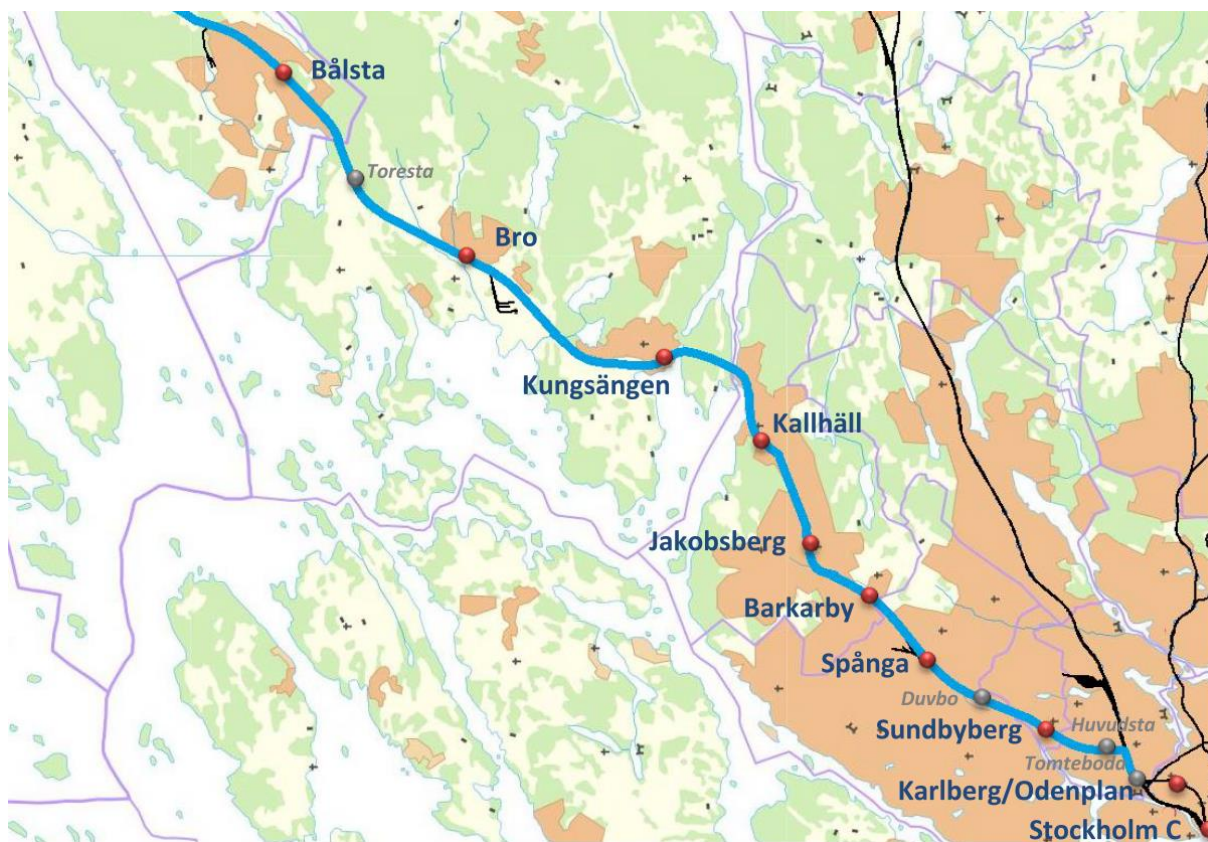 Bålsta
Toresta
Bro
Kungsängen
Kallhäll
Jakobsberg
Barkarby
Spånga
Duvbo
Sundbyberg
Huvudsta
Tomteboda
Karlberg/Odenplan
Stockholm C